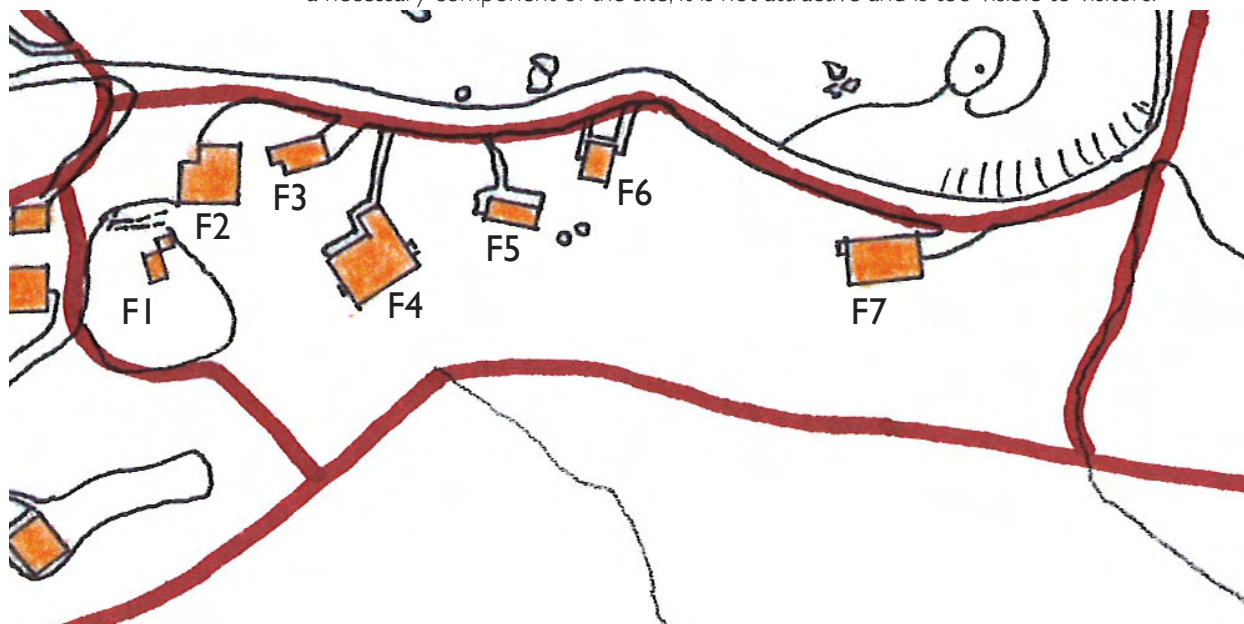 a necessary component of the site, it is not attractive and is too visible to visitors.
F2
F3
F6
F5
F1
F4
F7